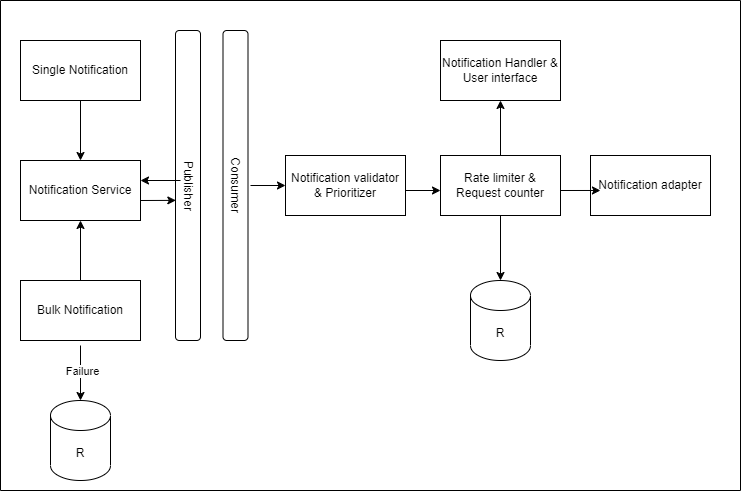 Single Notification
Notification Service
Bulk Notification
Failure
R
Publisher
Consumer
Notification validator
& Prioritizer
Notification Handler &
User interface
Rate limiter &
Request counter
R
Notification adapter